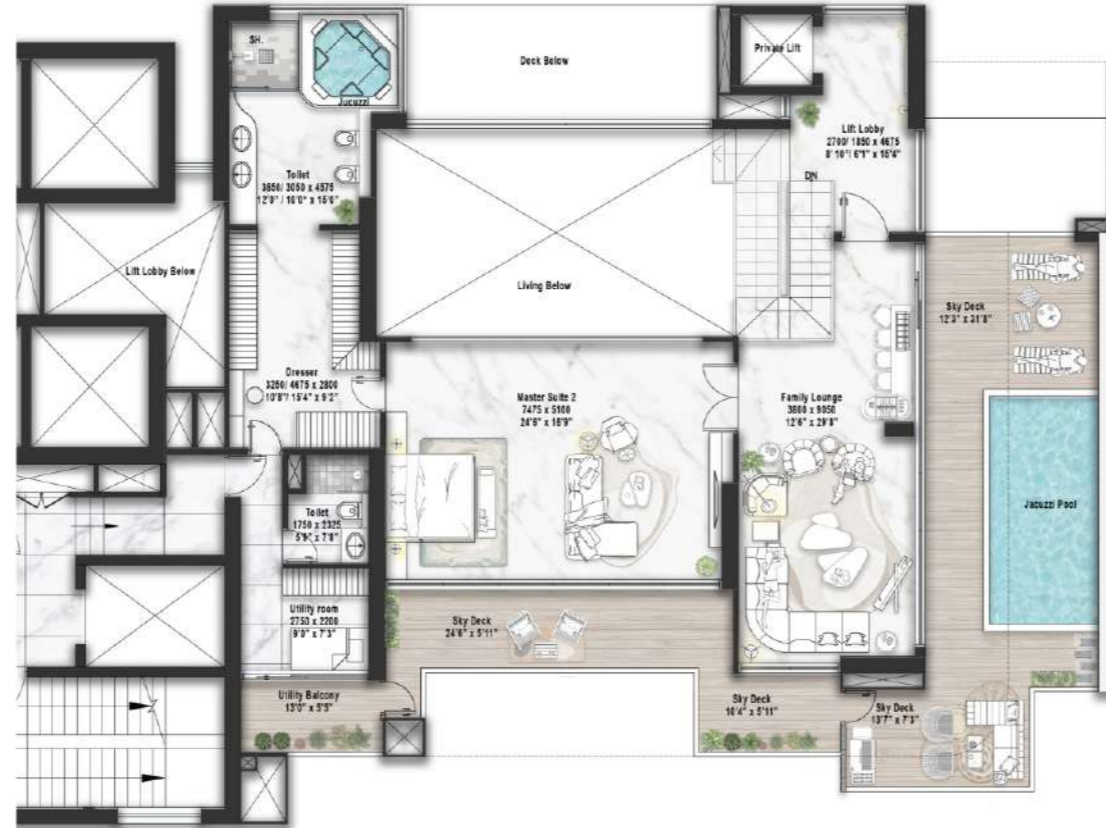 SH.
Jucuzzi
Deck Below
Private Lift
Lift Lobby
2700/ 1850 x 4675
8' 10"/ 6'1" x 15'4"
Toilet
3850/ 3050 x 4575
12'9" / 10'0" x 15'0"
DN
Lift Lobby Below
Living Below
Sky Deck
12'3" x 31'8"
Dresser
3250/ 4675 x 2800
10'8"/ 15'4" x 9'2"
Master Suite 2
7475 x 5100
24'6" x 16'9"
Family Lounge
3800 x 9050
12'6" x 29'8"
Jacuzzi Pool
Toilet
1750 x 2325
5'9" x 7'8"
Utility room
2750 x 2200
9'0" x 7'3"
Sky Deck
24'6" x 5'11"
Utility Balcony
13'0" x 5'5"
Sky Deck
10'4" x 5'11"
Sky Deck
13'7" x 7'3"